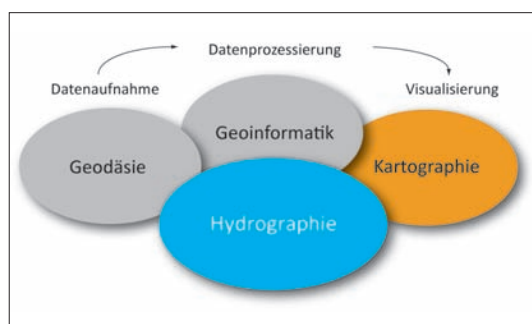 Datenprozessierung
Datenaufnahme
Visualisierung
Geoinformatik
Geodäsie
Kartographie
Hydrographie